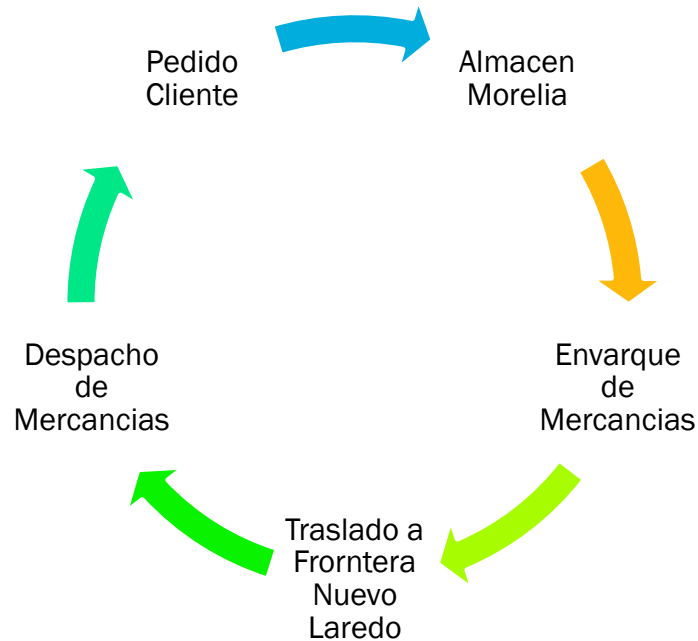 Pedido
Cliente
Almacen
Morelia
Envarque
de
Mercancias
Traslado a
Frorntera
Nuevo
Laredo
Despacho
de
Mercancias